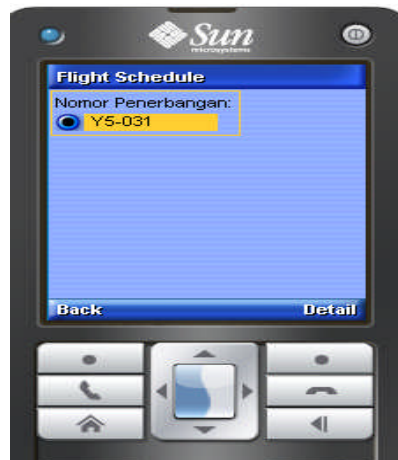 Sun
microsystems
Flight Schedule
Nomor Penerbangan:
Y5-031
Back Detail